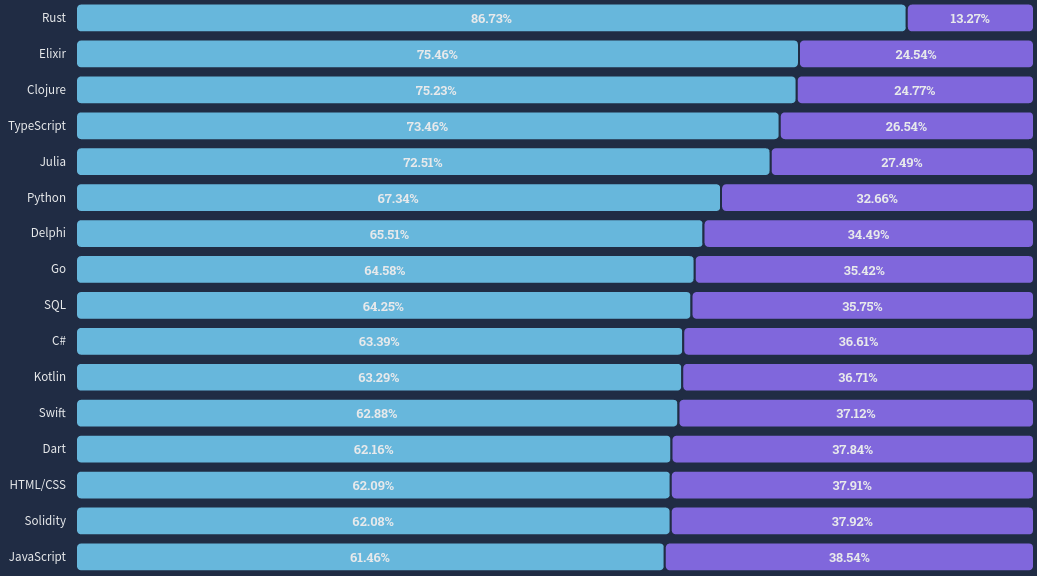 Rust 86.73% 13.27%
Elixir 75.46% 24.54%
Clojure 75.23% 24.77%
TypeScript 73.46% 26.54%
Julia 72.51% 27.49%
Python 67.34% 32.66%
Delphi 65.51% 34.49%
Go 64.58% 35.42%
SQL 64.25% 35.75%
C# 63.39% 36.61%
Kotlin 63.29% 36.71%
Swift 62.88% 37.12%
Dart 62.16% 37.84%
HTML/CSS 62.09% 37.91%
Solidity 62.08% 37.92%
JavaScript 61.46% 38.54%